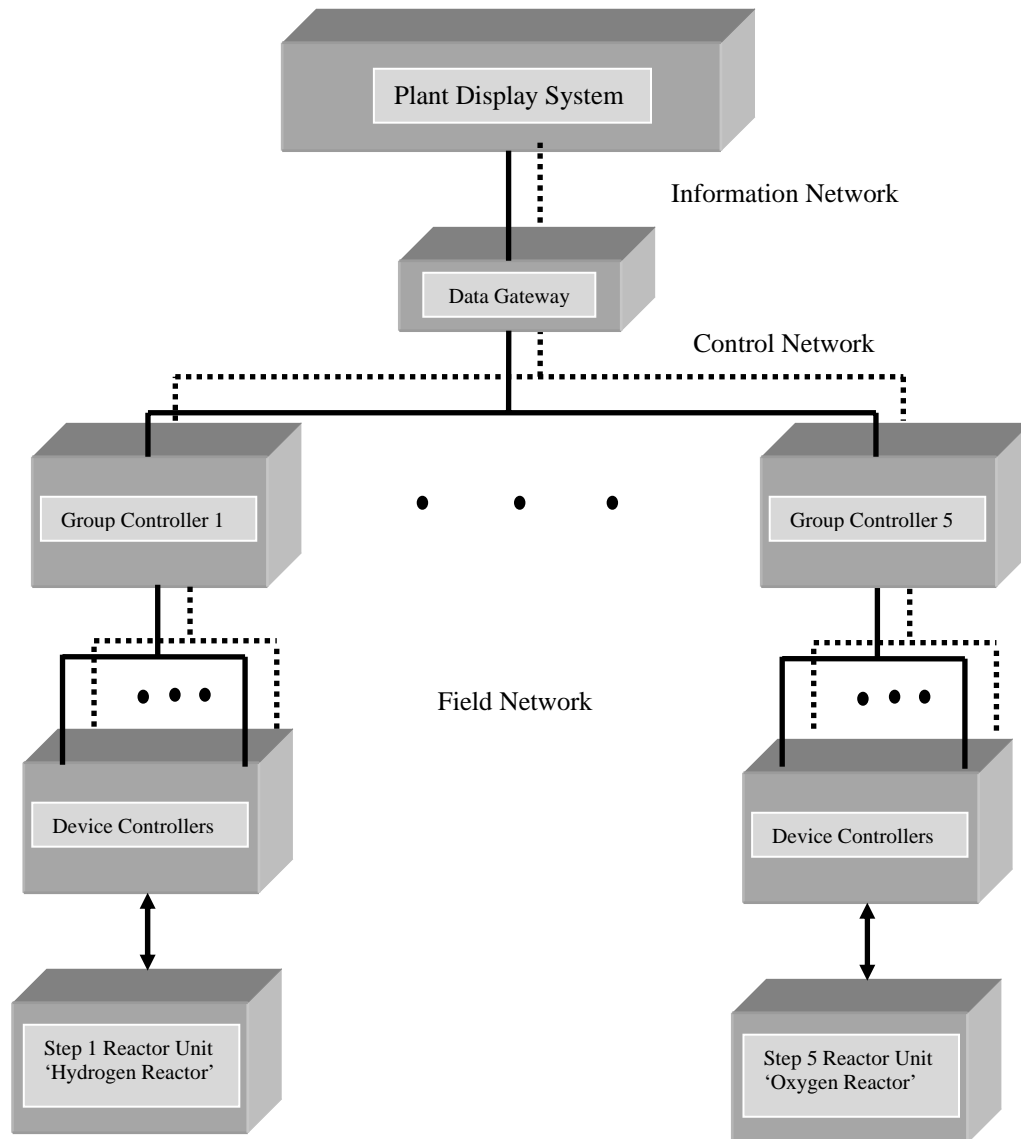 Plant Display System
Information Network
Data Gateway
Control Network
Group Controller 1
Group Controller 5
Field Network
Device Controllers
Device Controllers
Step 1 Reactor Unit
‘Hydrogen Reactor’
Step 5 Reactor Unit
‘Oxygen Reactor’